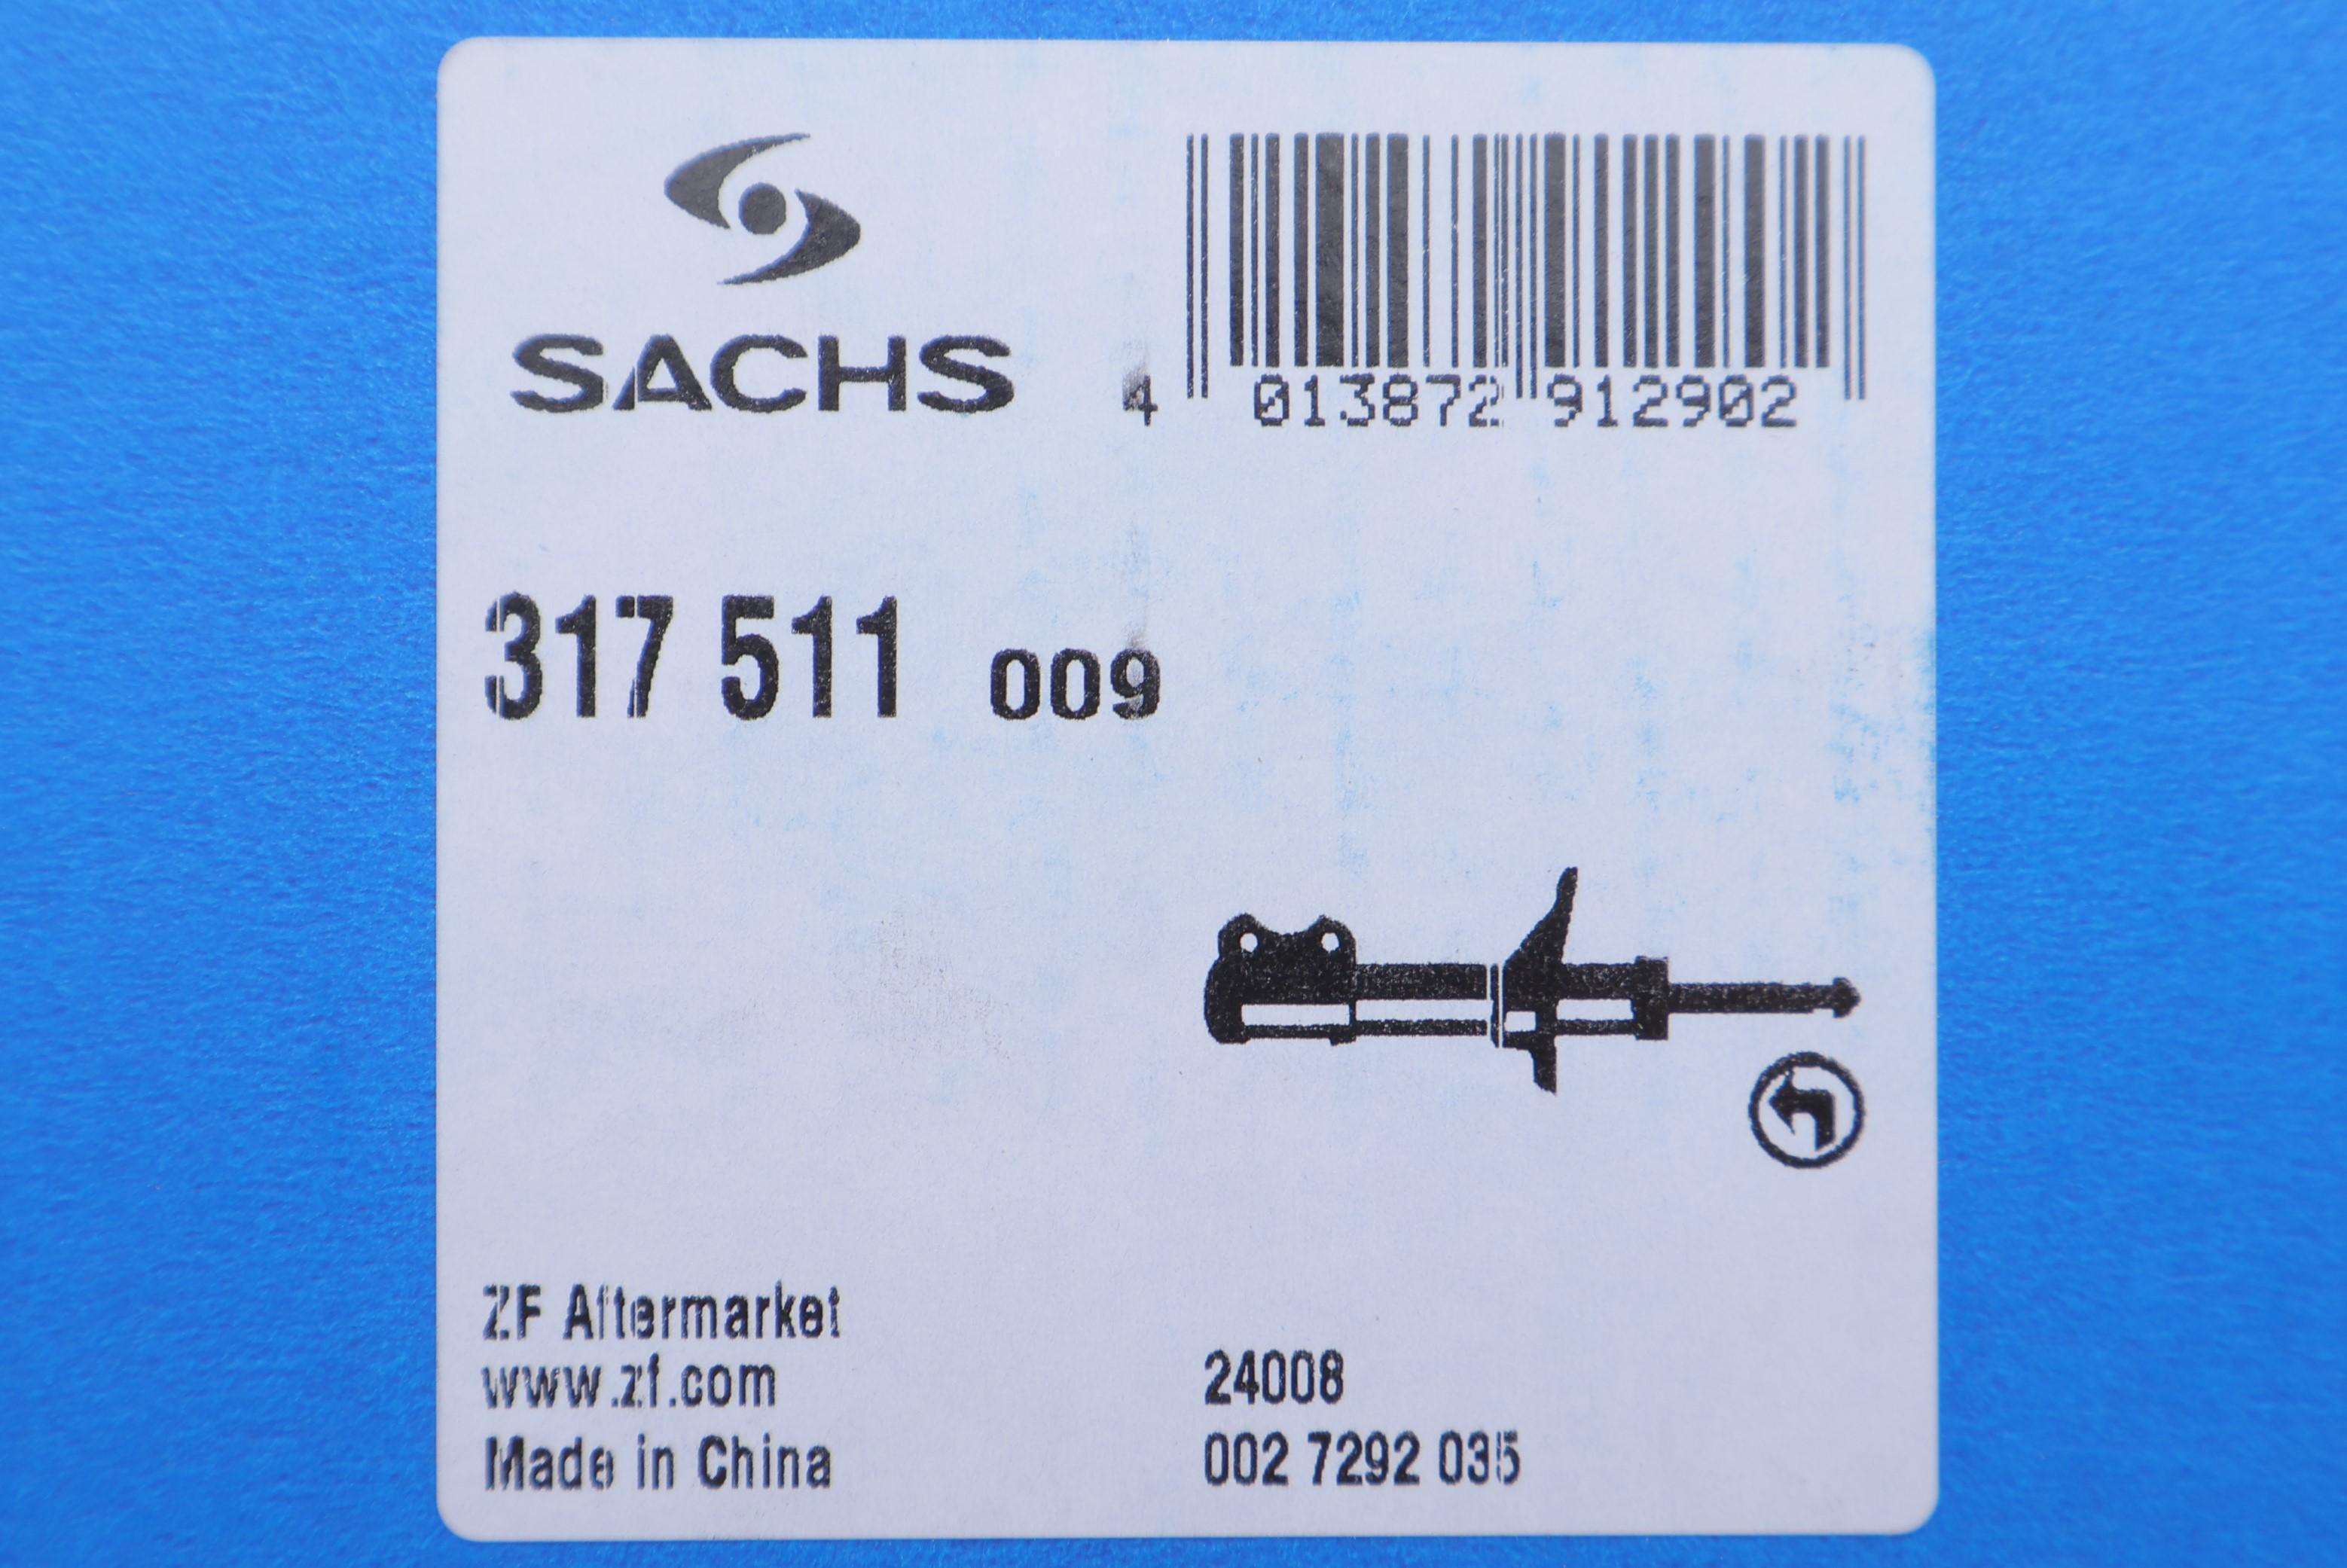 SACHS
4 013872 912902
317 511 009
ZF Aftermarket
www.zf.com
Made in China
24008
002 7292 035